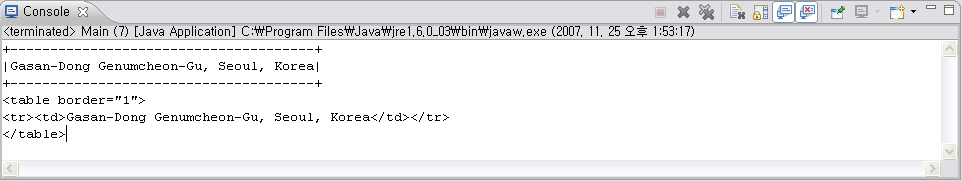 Console
<terminated> Main (7) [Java Application] C:₩Program Files₩Java₩jre1.6.0_03₩bin₩javaw.exe (2007. 11. 25 오후 1:53:17)
+---------------------------------------+
|Gasan-Dong Genumcheon-Gu, Seoul, Korea|
+---------------------------------------+
<table border="1">
<tr><td>Gasan-Dong Genumcheon-Gu, Seoul, Korea</td></tr>
</table>